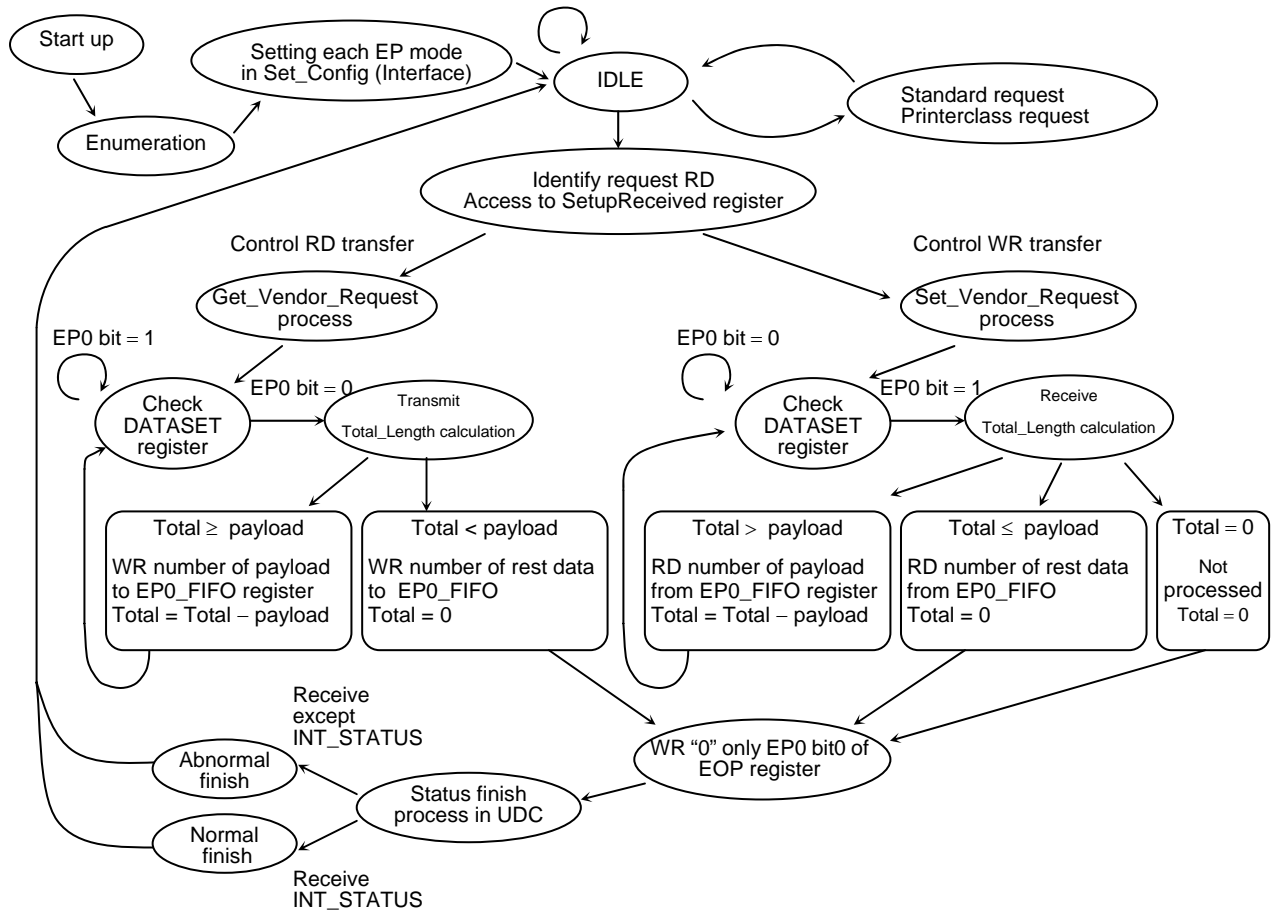 Start up
Setting each EP mode
in Set_Config (Interface)
IDLE
Standard request
Printerclass request
Enumeration
Identify request RD
Access to SetupReceived register
Control RD transfer
Control WR transfer
Get_Vendor_Request
process
Set_Vendor_Request
process
EP0 bit = 1
EP0 bit = 0
EP0 bit = 0
EP0 bit = 1
Check
DATASET
register
Transmit
Total_Length calculation
Check
DATASET
register
Receive
Total_Length calculation
Total ≥ payload
WR number of payload
to EP0_FIFO register
Total = Total − payload
Total < payload
WR number of rest data
to EP0_FIFO
Total = 0
Total > payload
RD number of payload
from EP0_FIFO register
Total = Total − payload
Total ≤ payload
RD number of rest data
from EP0_FIFO
Total = 0
Total = 0
Not
processed
Total = 0
Receive
except
INT_STATUS
WR “0” only EP0 bit0 of
EOP register
Abnormal
finish
Status finish
process in UDC
Normal
finish
Receive
INT_STATUS